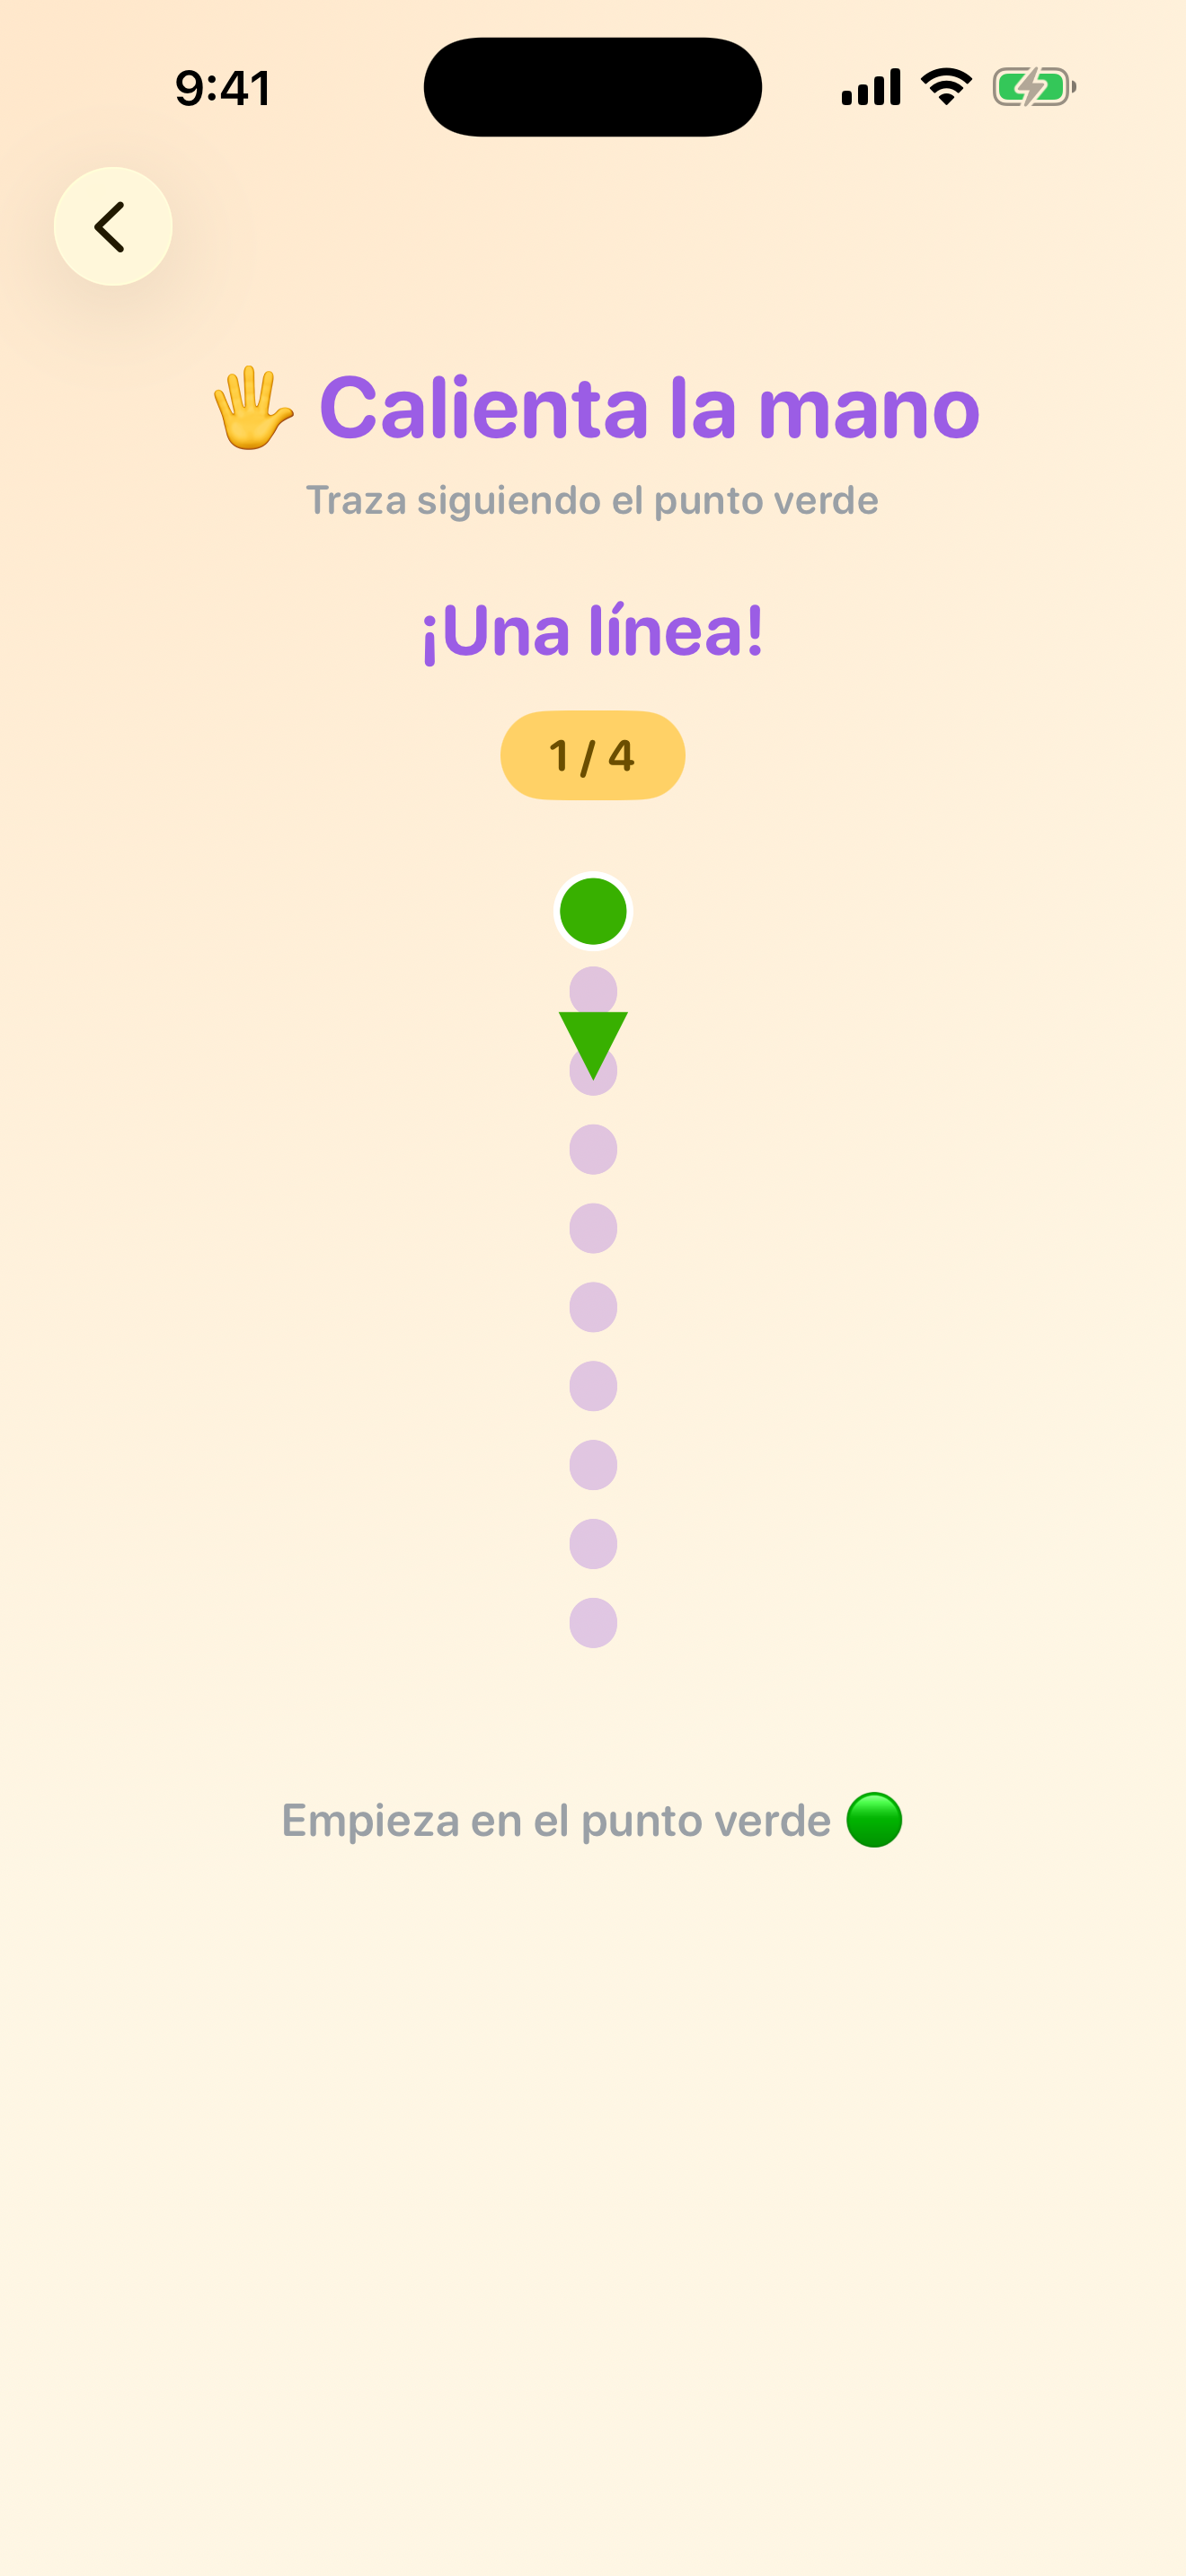 9:41
Calienta la mano
Traza siguiendo el punto verde
¡Una línea!
1 / 4
Empieza en el punto verde